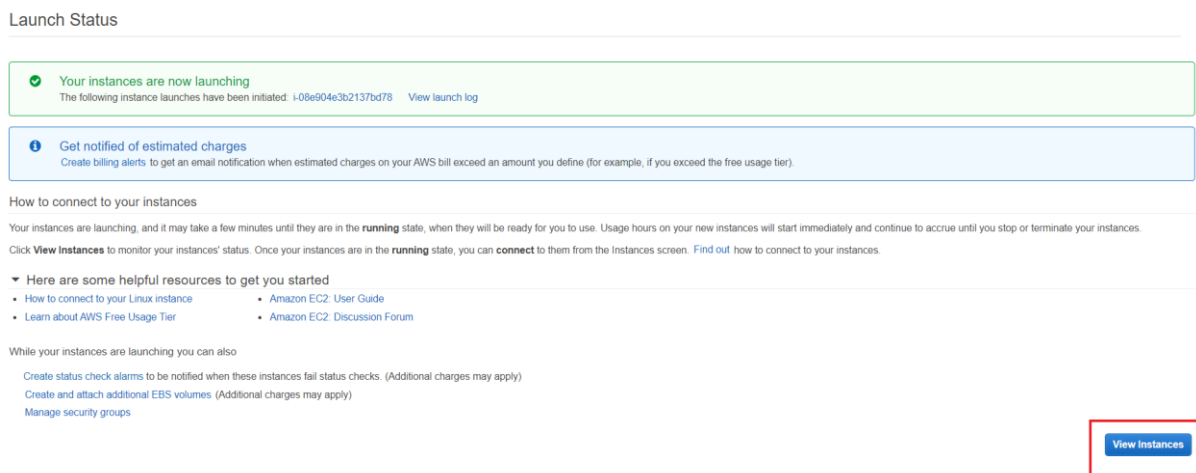 Launch Status
Your instances are now launching
The following instance launches have been initiated: i-08e904e3b2137bd78 View launch log
Get notified of estimated charges
Create billing alerts to get an email notification when estimated charges on your AWS bill exceed an amount you define (for example, if you exceed the free usage tier).
How to connect to your instances
Your instances are launching, and it may take a few minutes until they are in the running state, when they will be ready for you to use. Usage hours on your new instances will start immediately and continue to accrue until you stop or terminate your instances.
Click View Instances to monitor your instances' status. Once your instances are in the running state, you can connect to them from the Instances screen. Find out how to connect to your instances.
Here are some helpful resources to get you started
• How to connect to your Linux instance • Amazon EC2: User Guide
• Learn about AWS Free Usage Tier • Amazon EC2: Discussion Forum
While your instances are launching you can also
Create status check alarms to be notified when these instances fail status checks. (Additional charges may apply)
Create and attach additional EBS volumes (Additional charges may apply)
Manage security groups
View Instances